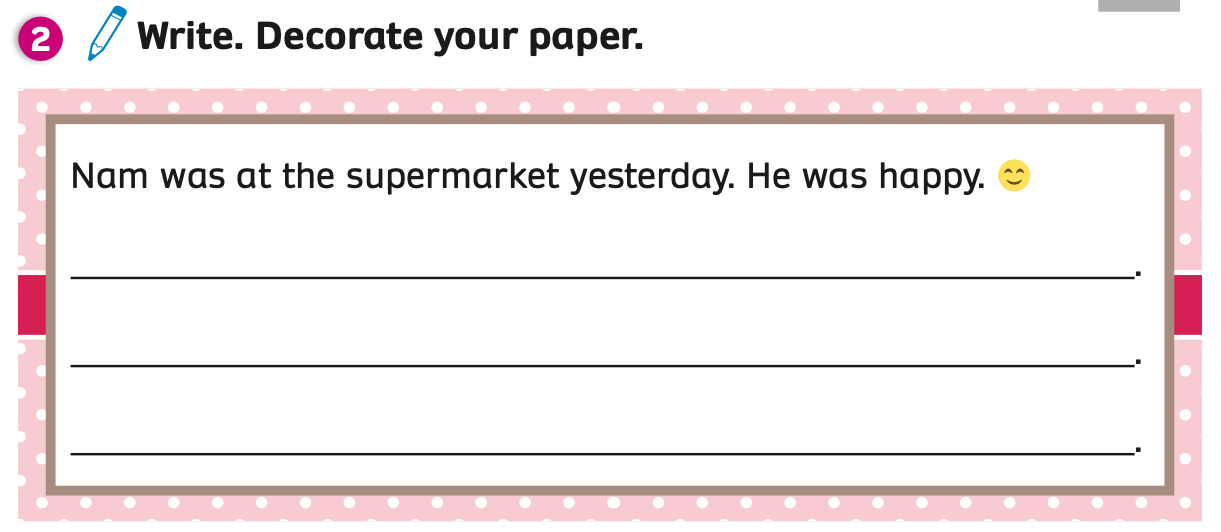 2 Write. Decorate your paper.
Nam was at the supermarket yesterday. He was happy. 😊
.
.
.